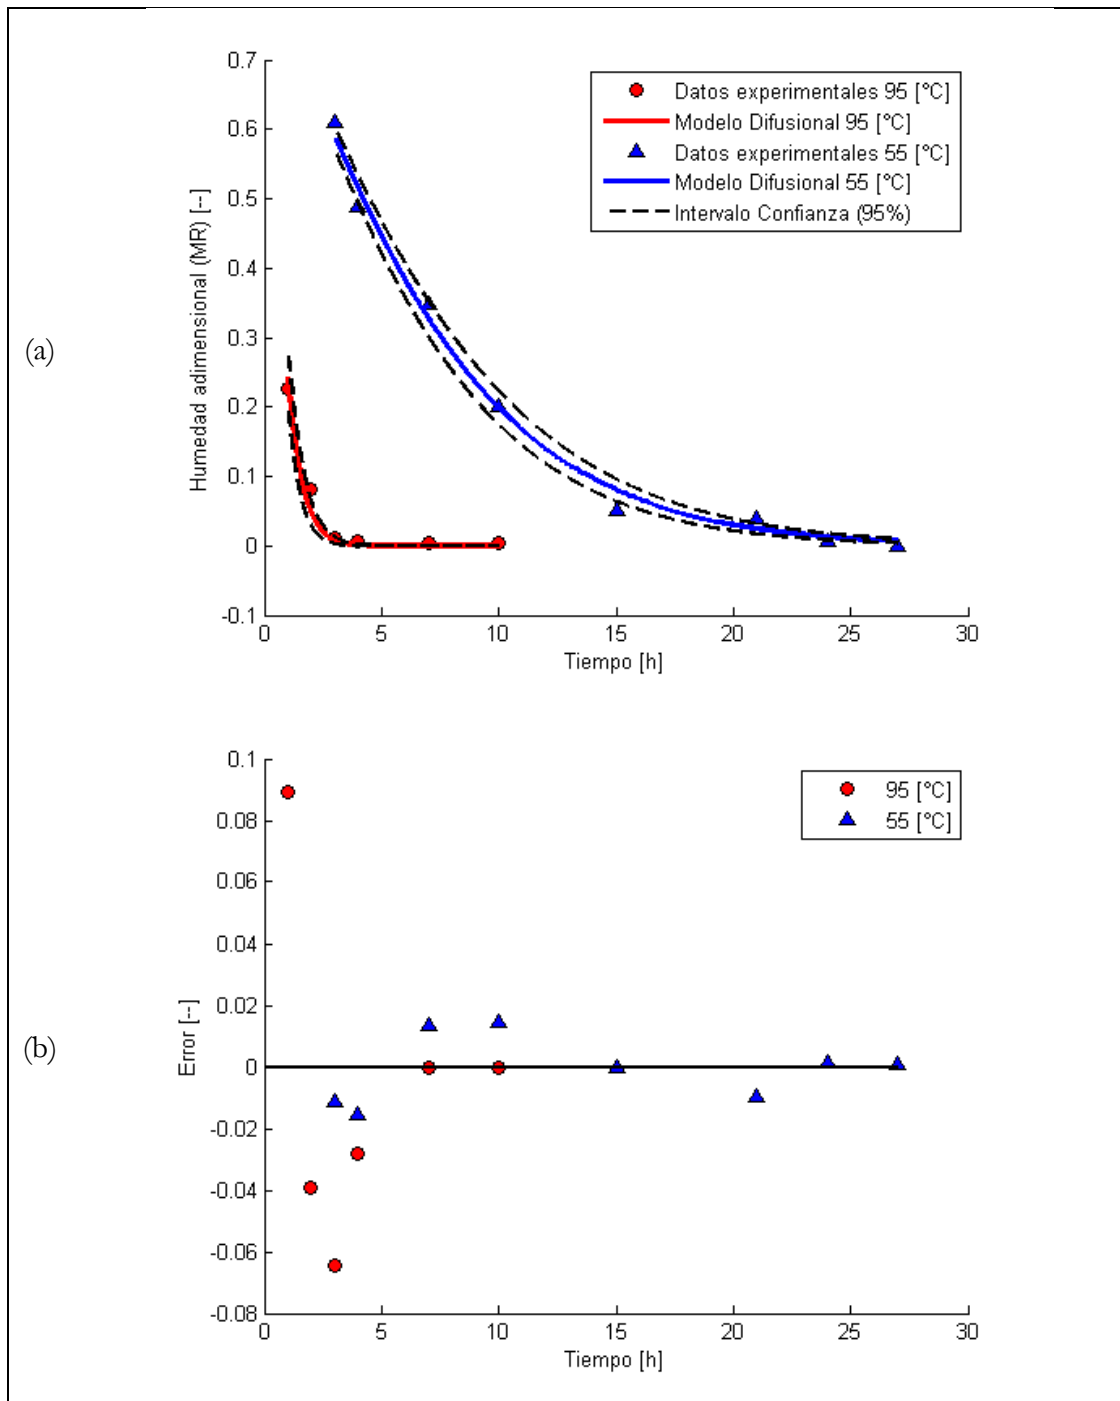 (a)
0.7
0.6
0.5
0.4
0.3
0.2
0.1
0
-0.1
Humedad adimensional (MR) [--]
Datos experimentales 95 [°C]
Modelo Difusional 95 [°C]
Datos experimentales 55 [°C]
Modelo Difusional 55 [°C]
Intervalo Confianza (95%)
0 5 10 15 20 25 30
Tiempo [h]
(b)
0.1
0.08
0.06
0.04
0.02
0
-0.02
-0.04
-0.06
-0.08
Error [--]
95 [°C]
55 [°C]
0 5 10 15 20 25 30
Tiempo [h]